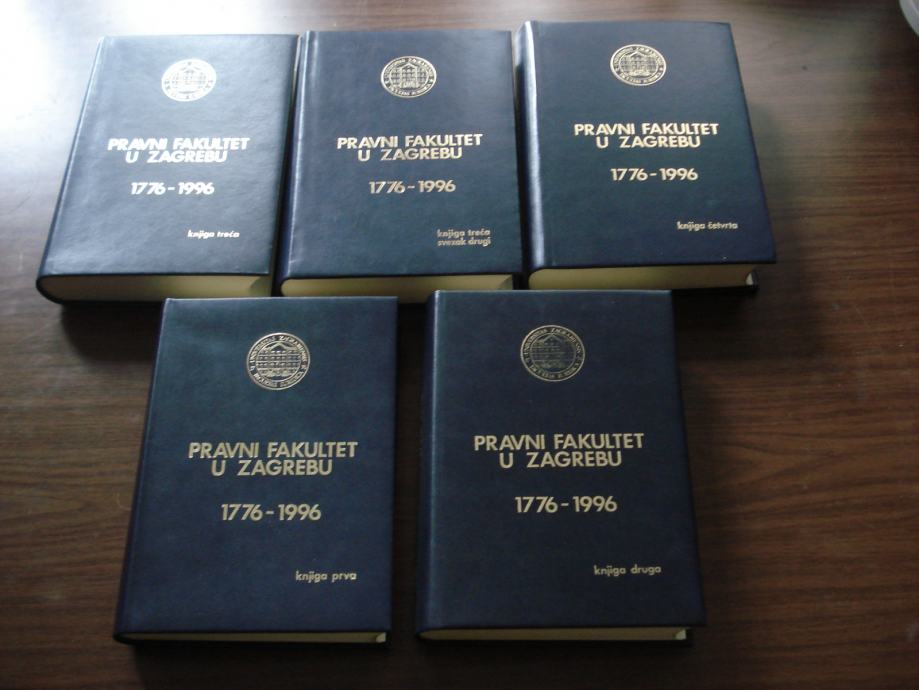 PRAVNI FAKULTET
U ZAGREBU
1776-1996
knjiga treća
PRAVNI FAKULTET
U ZAGREBU
1776-1996
knjiga treća
svezak drugi
PRAVNI FAKULTET
U ZAGREBU
1776-1996
knjiga četvrta
PRAVNI FAKULTET
U ZAGREBU
1776-1996
knjiga prva
PRAVNI FAKULTET
U ZAGREBU
1776-1996
knjiga druga